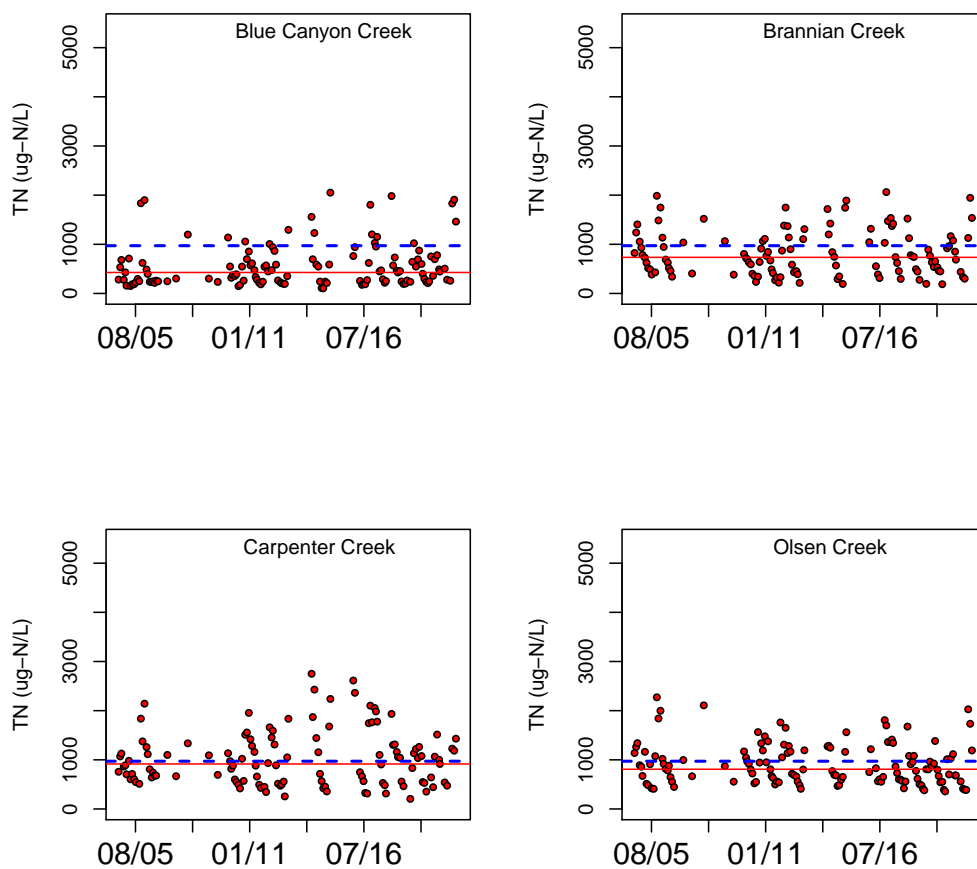 Blue Canyon Creek
TN (ug−N/L)
5000
3000
1000
0
08/05 01/11 07/16
Brannian Creek
TN (ug−N/L)
5000
3000
1000
0
08/05 01/11 07/16
Carpenter Creek
TN (ug−N/L)
5000
3000
1000
0
08/05 01/11 07/16
Olsen Creek
TN (ug−N/L)
5000
3000
1000
0
08/05 01/11 07/16